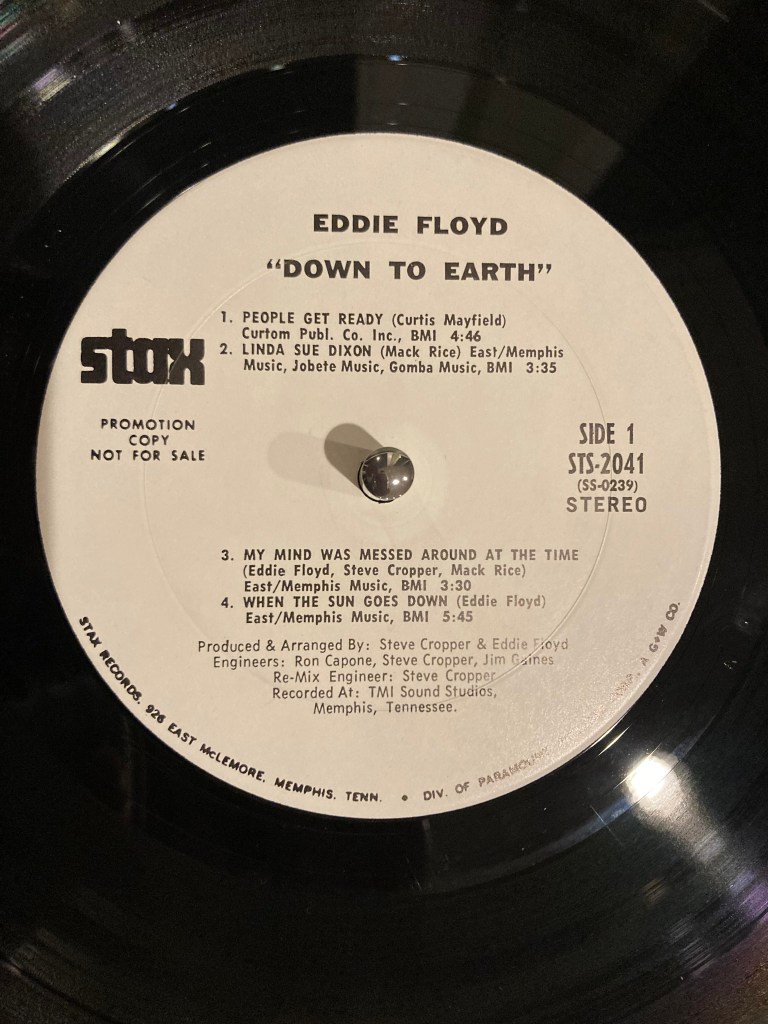 EDDIE FLOYD
"DOWN TO EARTH"
1. PEOPLE GET READY (Curtis Mayfield)
Curtom Publ. Co. Inc., BMI 4:46
2. LINDA SUE DIXON (Mack Rice) East/Memphis
Music, Jobete Music, Gomba Music, BMI 3:35
stax
PROMOTION
COPY
NOT FOR SALE
SIDE 1
STS-2041
(SS-0239)
STEREO
3. MY MIND WAS MESSED AROUND AT THE TIME
(Eddie Floyd, Steve Cropper, Mack Rice)
East/Memphis Music, BMI 3:30
4. WHEN THE SUN GOES DOWN (Eddie Floyd)
East/Memphis Music, BMI 5:45
Produced & Arranged By: Steve Cropper & Eddie Floyd
Engineers: Ron Capone, Steve Cropper, Jim Gaines
Re-Mix Engineer: Steve Cropper
Recorded At: TMI Sound Studios,
Memphis, Tennessee.
STAX RECORDS, 926 EAST McLEMORE, MEMPHIS, TENN. • DIV. OF PARAMOUNT A G+W CO.